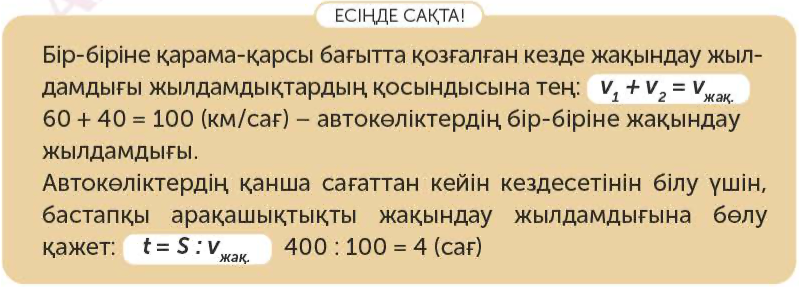 ЕСІҢДЕ САҚТА!
Бір-біріне қарама-қарсы бағытта қозғалған кезде жақындау жыл-
дамдығы жылдамдықтардың қосындысына тең: v₁ + v₂ = vжақ.
60 + 40 = 100 (км/сағ) – автокөліктердің бір-біріне жақындау
жылдамдығы.
Автокөліктердің қанша сағаттан кейін кездесетінін білу үшін,
бастапқы арақашықтықты жақындау жылдамдығына бөлу
қажет: t = S : vжақ. 400 : 100 = 4 (сағ)